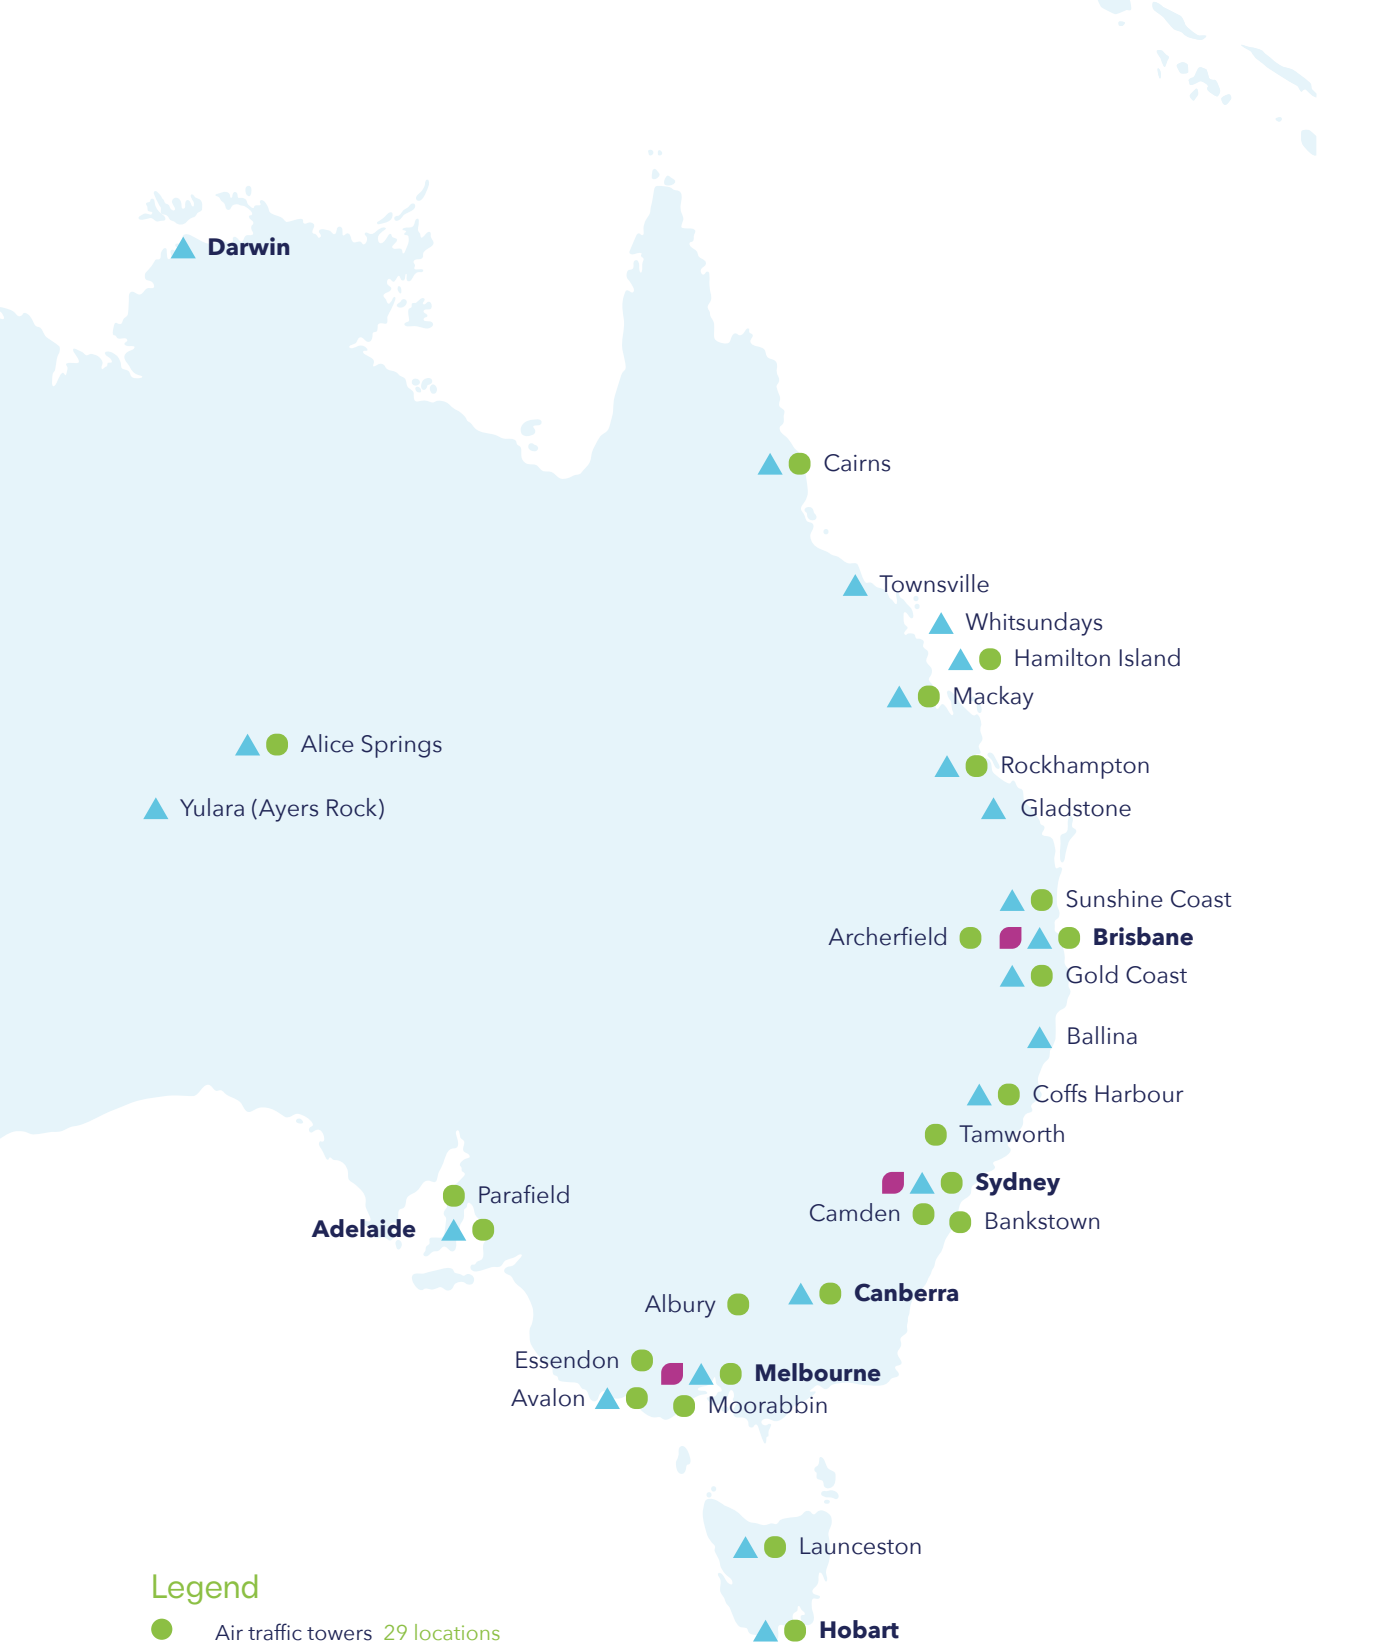 Darwin
Cairns
Townsville
Whitsundays
Hamilton Island
Mackay
Alice Springs
Rockhampton
Yulara (Ayers Rock)
Gladstone
Sunshine Coast
Archerfield
Brisbane
Gold Coast
Ballina
Coffs Harbour
Tamworth
Sydney
Parafield
Camden
Bankstown
Adelaide
Canberra
Albury
Essendon
Melbourne
Avalon
Moorabbin
Launceston
Legend
Hobart
Air traffic towers 29 locations